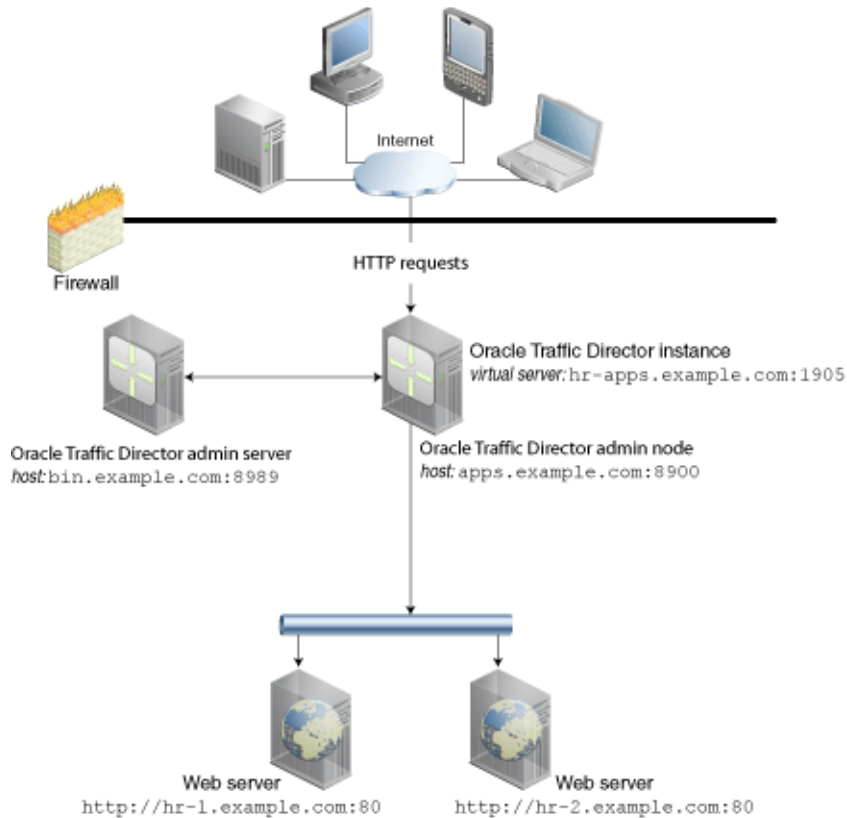 Internet
Firewall
HTTP requests
Oracle Traffic Director instance
virtual server:hr-apps.example.com:1905
Oracle Traffic Director admin server
host:bin.example.com:8989
Oracle Traffic Director admin node
host:apps.example.com:8900
Web server
http://hr-1.example.com:80
Web server
http://hr-2.example.com:80